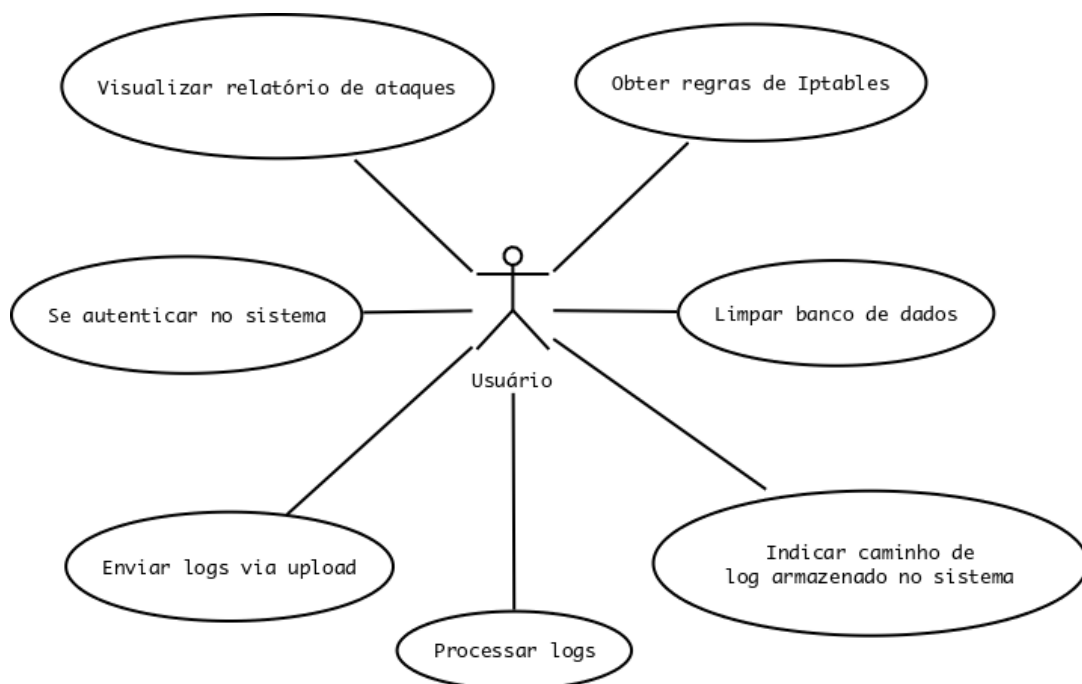 Visualizar relatório de ataques
Obter regras de Iptables
Se autenticar no sistema
Limpar banco de dados
Usuário
Enviar logs via upload
Indicar caminho de
log armazenado no sistema
Processar logs